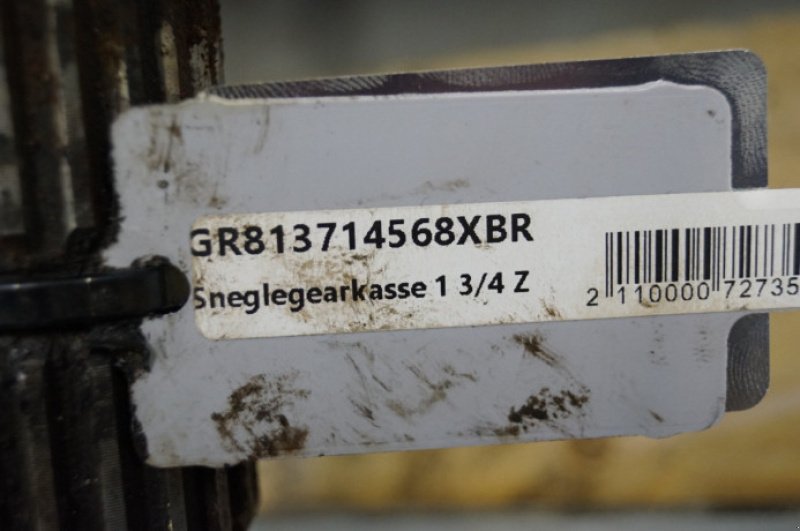 GR813714568XBR
Sneglegearkasse 1 3/4 Z
2 110000 72735